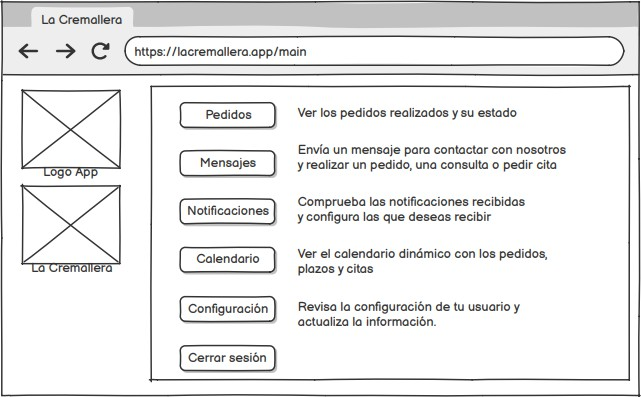 La Cremallera
https://lacremallera.app/main
Logo App
La Cremallera
Pedidos
Ver los pedidos realizados y su estado
Mensajes
Envía un mensaje para contactar con nosotros
y realizar un pedido, una consulta o pedir cita
Notificaciones
Comprueba las notificaciones recibidas
y configura las que deseas recibir
Calendario
Ver el calendario dinámico con los pedidos,
plazos y citas
Configuración
Revisa la configuración de tu usuario y
actualiza la información.
Cerrar sesión